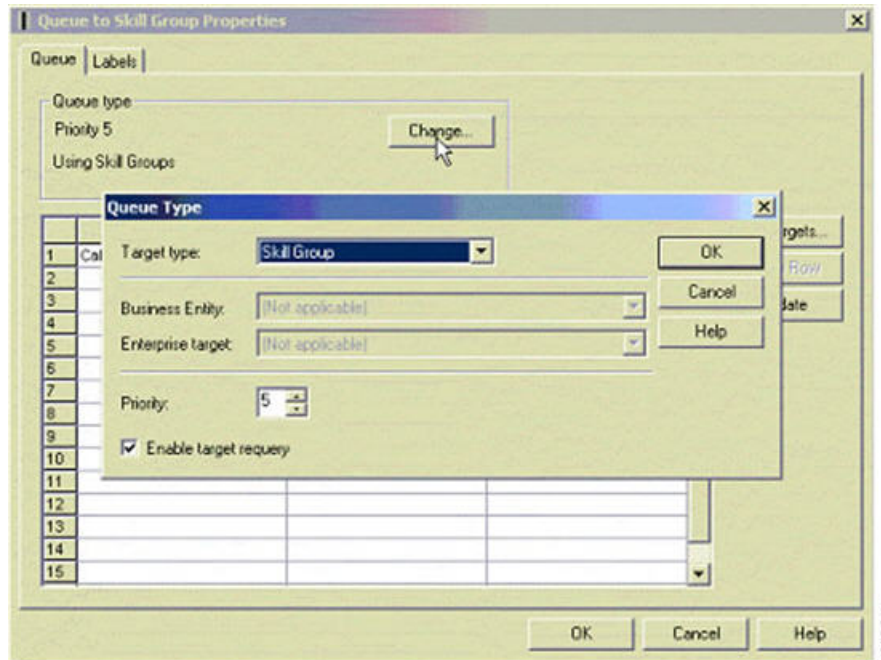 Queue to Skill Group Properties
Queue
Labels
Queue type
Priority 5
Change...
Using Skill Groups
Queue Type
Target type:
Skill Group
OK
Business Entity:
(Not applicable)
Cancel
Enterprise target:
(Not applicable)
Help
Priority:
5
Enable target requery
1
2
3
4
5
6
7
8
9
10
11
12
13
14
15
Row
OK
Cancel
Help